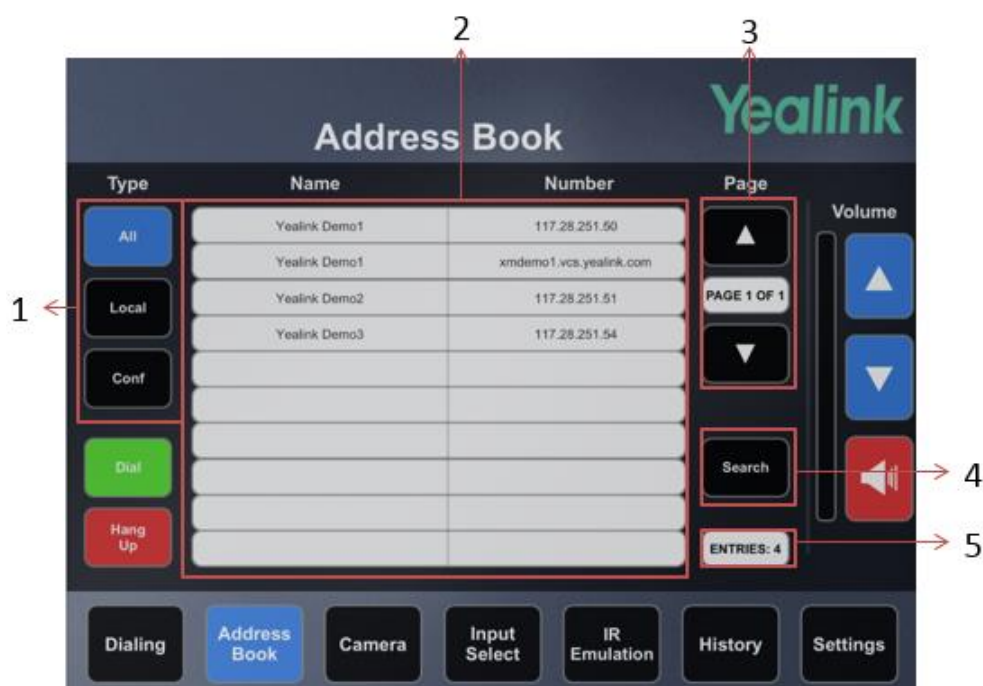 2
3
Yealink
Address Book
Type
Name
Number
Page
Volume
All
Local
Conf
Dial
Hang
Up
Yealink Demo1 117.28.251.50
Yealink Demo1 xmdemo1.vcs.yealink.com
Yealink Demo2 117.28.251.51
Yealink Demo3 117.28.251.54
PAGE 1 OF 1
Search
ENTRIES: 4
1
4
5
Dialing
Address
Book
Camera
Input
Select
IR
Emulation
History
Settings